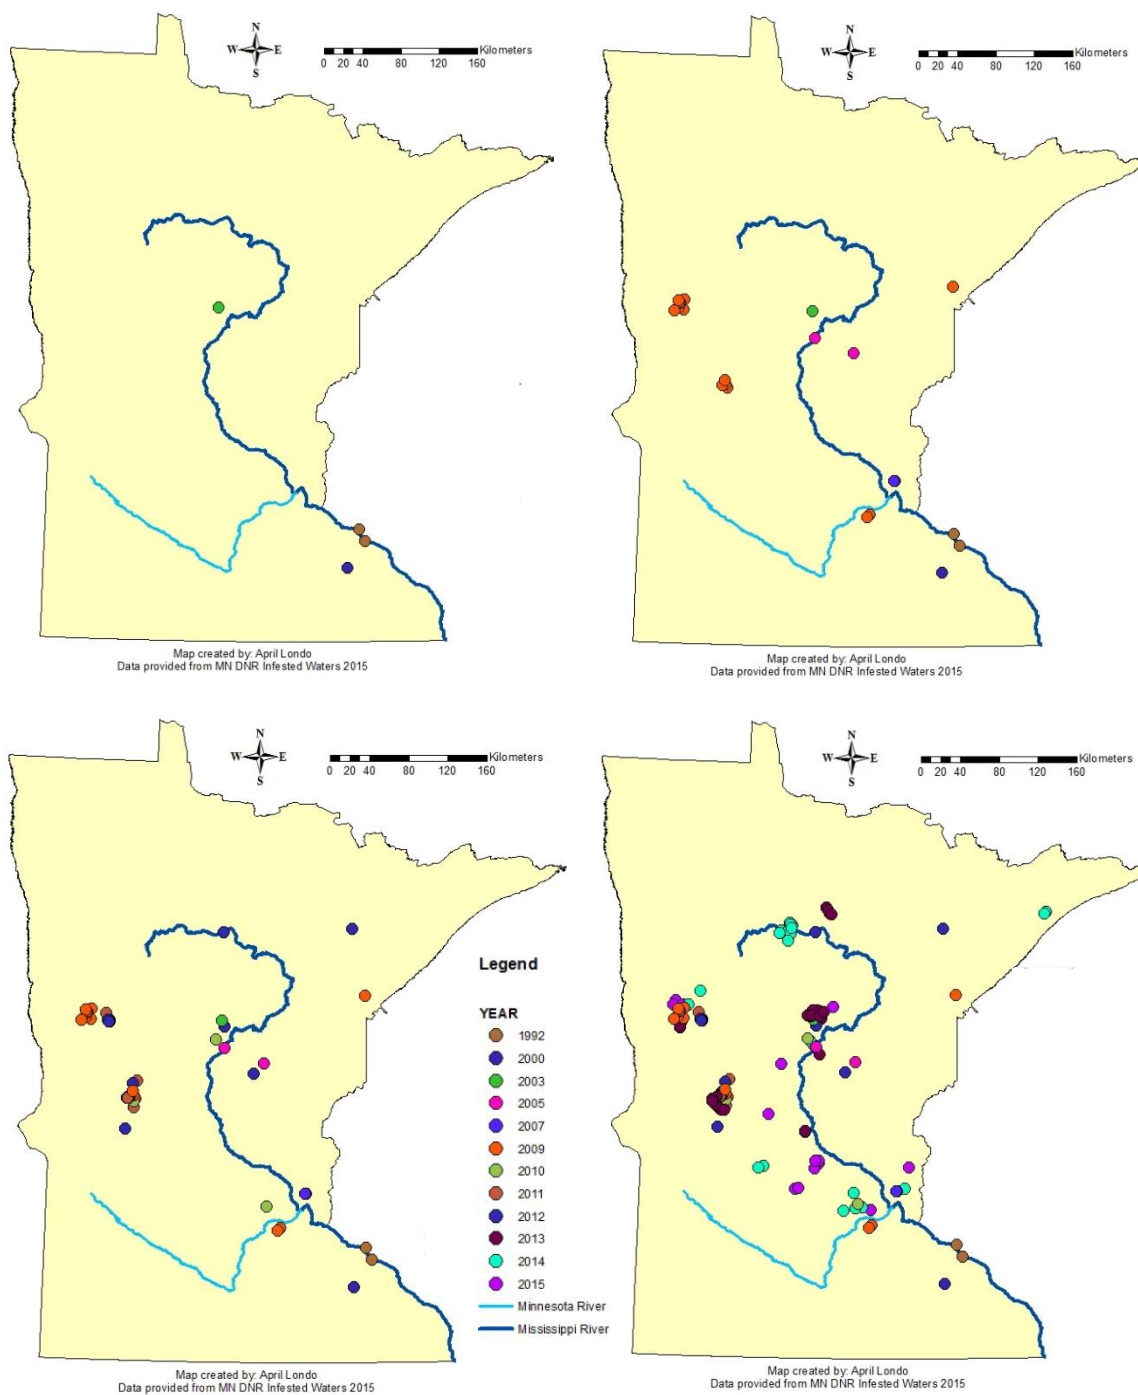 N
W E
S
Kilometers
0 20 40 80 120 160
Map created by: April Londo
Data provided from MN DNR Infested Waters 2015
N
W E
S
Kilometers
0 20 40 80 120 160
Map created by: April Londo
Data provided from MN DNR Infested Waters 2015
N
W E
S
Kilometers
0 20 40 80 120 160
Map created by: April Londo
Data provided from MN DNR Infested Waters 2015
Legend
YEAR
1992
2000
2003
2005
2007
2009
2010
2011
2012
2013
2014
2015
Minnesota River
Mississippi River
N
W E
S
Kilometers
0 20 40 80 120 160
Map created by: April Londo
Data provided from MN DNR Infested Waters 2015